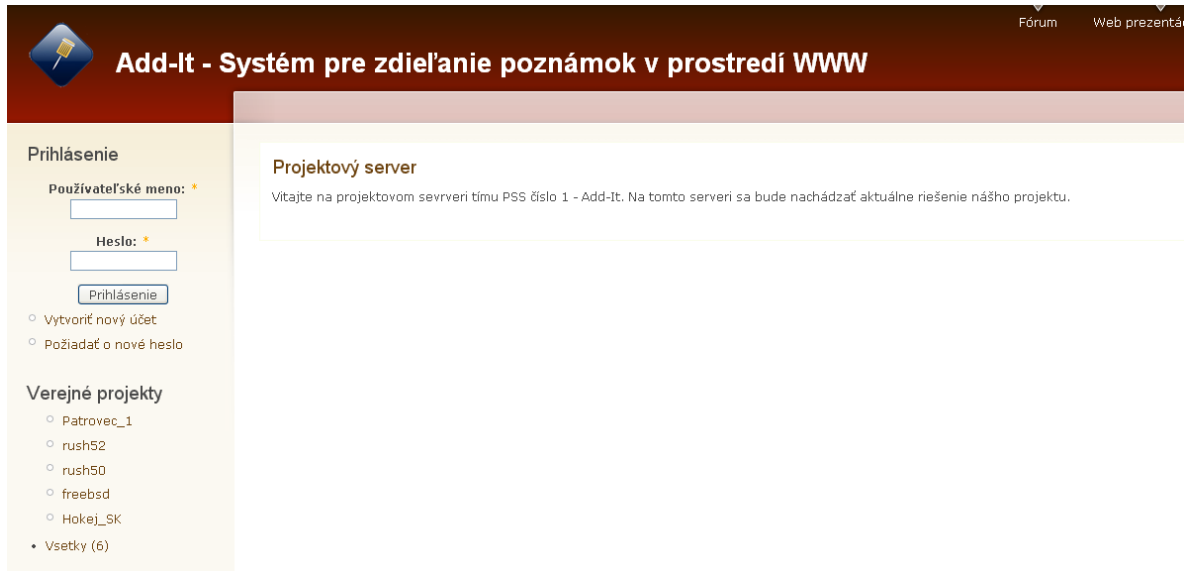 Fórum
Add-It - Systém pre zdieľanie poznámok v prostredí WWW
Prihlásenie
Používateľské meno: *
Heslo: *
Prihlásenie
Vytvoriť nový účet
Požiadať o nové heslo
Verejné projekty
Patrovec_1
rush52
rush50
freebsd
Hokej_SK
Vsetky (6)
Projektový server
Vitajte na projektovom sevrveri tímu PSS číslo 1 - Add-It. Na tomto serveri sa bude nachádzať aktuálne riešenie nášho projektu.